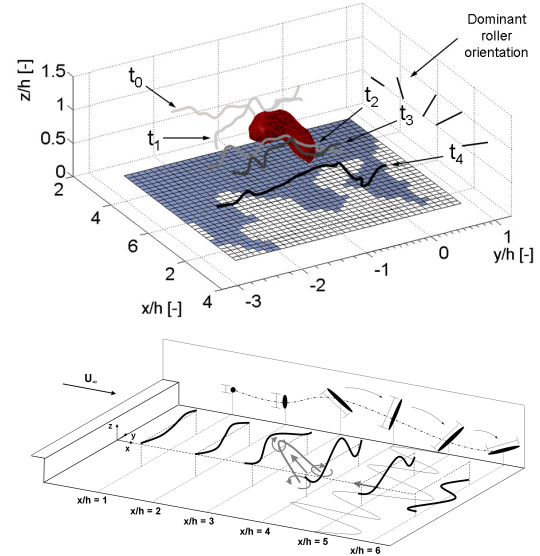 Dominant
roller
orientation
z/h [-]
1.5
1
0.5
0
t0
t1
t2
t3
t4
2
4
6
2
4
x/h [-]
-3
-2
-1
0
1
y/h [-]
U∞
z
y
x
x/h = 1
x/h = 2
x/h = 3
x/h = 4
x/h = 5
x/h = 6